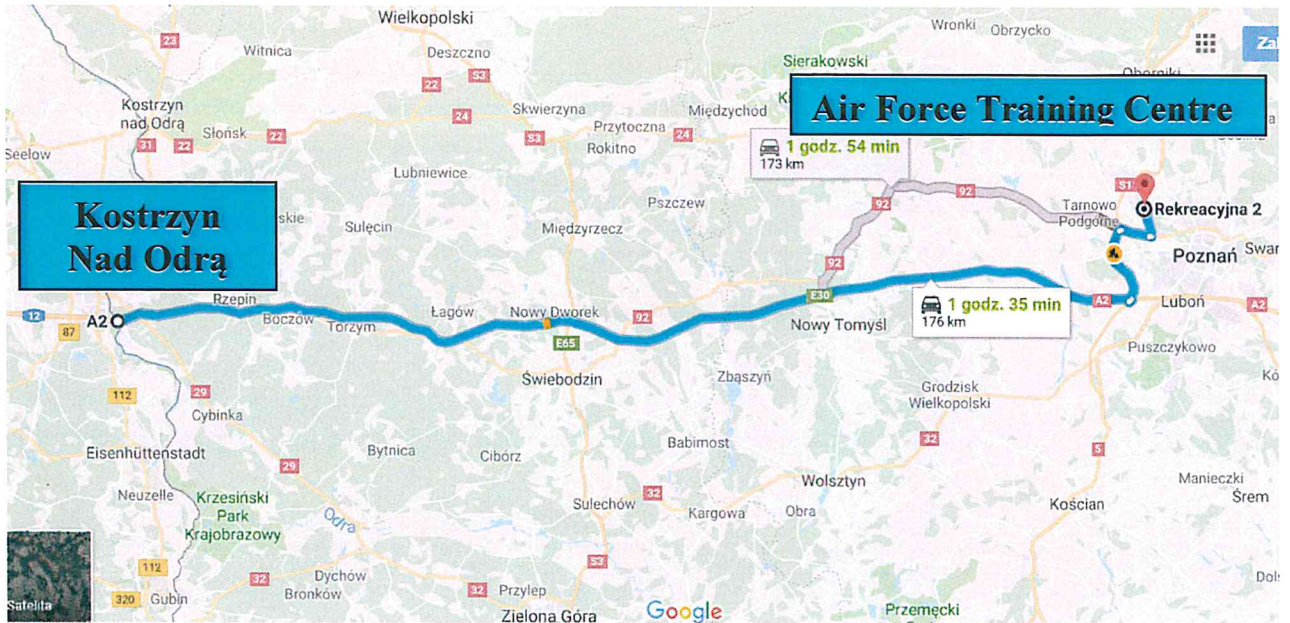 Wielkopolski
Wronki
Obrzycko
23
Witnica
Deszczno
S3
22
Sierakowski
Za
Oborniki
Air Force Training Centre
Kostrzyn
nad Odrą
Skwierzyna
Międzychód
24
Przytoczna
Rokitno
24
S3
31
22
Słońsk
22
Seelow
1 godz. 54 min
173 km
Lubniewice
92
92
S1
Tarnowo
Podgórne
Rekreacyjna 2
Kostrzyn
Nad Odrą
skie
Sulęcin
Pszczew
Międzyrzecz
Poznań
Swar
92
E30
Rzepin
12
A2
87
Boczów
Torzym
Łagów
Nowy Dworek
92
E65
Nowy Tomyśl
1 godz. 35 min
176 km
A2
Luboń
A2
Puszczykowo
Świebodzin
Zbąszyń
Grodzisk
Wielkopolski
Kó
112
29
Cybinka
Eisenhüttenstadt
29
Bytnica
Cibórz
Babimost
32
5
Neuzelle
Krzesiński
Park
Krajobrazowy
Odra
Sulechów
32
Kargowa
Obra
Wolsztyn
Kościan
Manieczki
Śrem
112
320
Gubin
32
Dychów
Bronków
32
Przylep
S3
Zielona Góra
Google
Przemęcki
Dols
Satelita